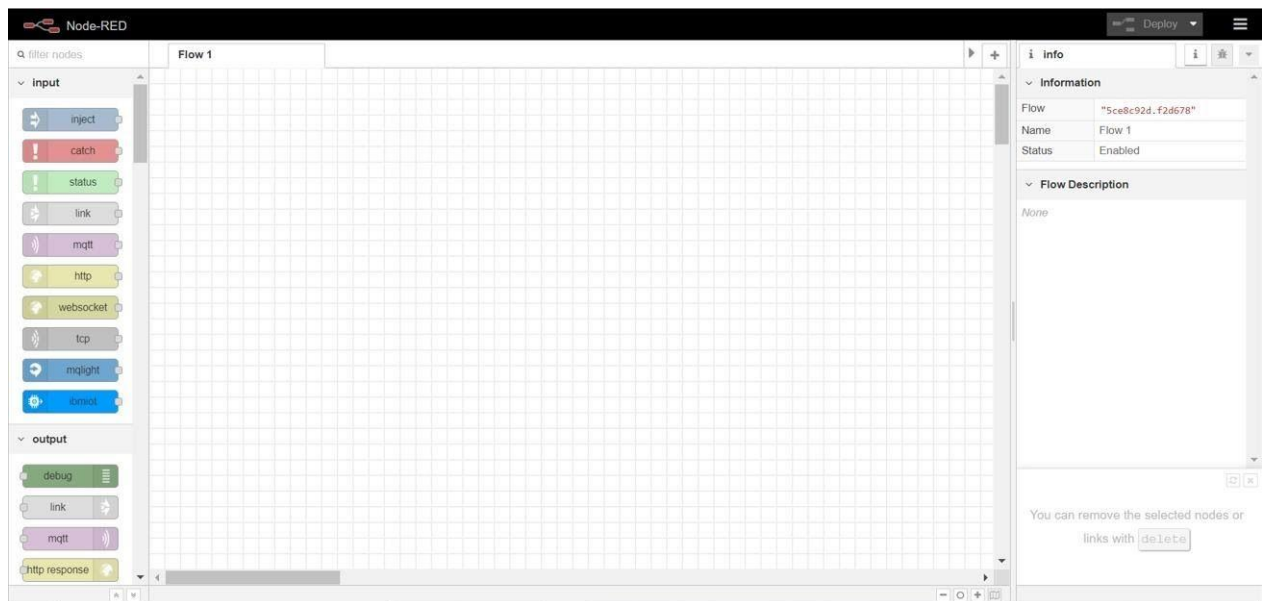 Node-RED
Deploy
filter nodes
Flow 1
i info
input
inject
catch
status
link
mqtt
http
websocket
tcp
mqlight
ibmiot
output
debug
link
mqtt
http response
Information
Flow "5ce8c92d.f2d678"
Name Flow 1
Status Enabled
Flow Description
None
You can remove the selected nodes or
links with delete